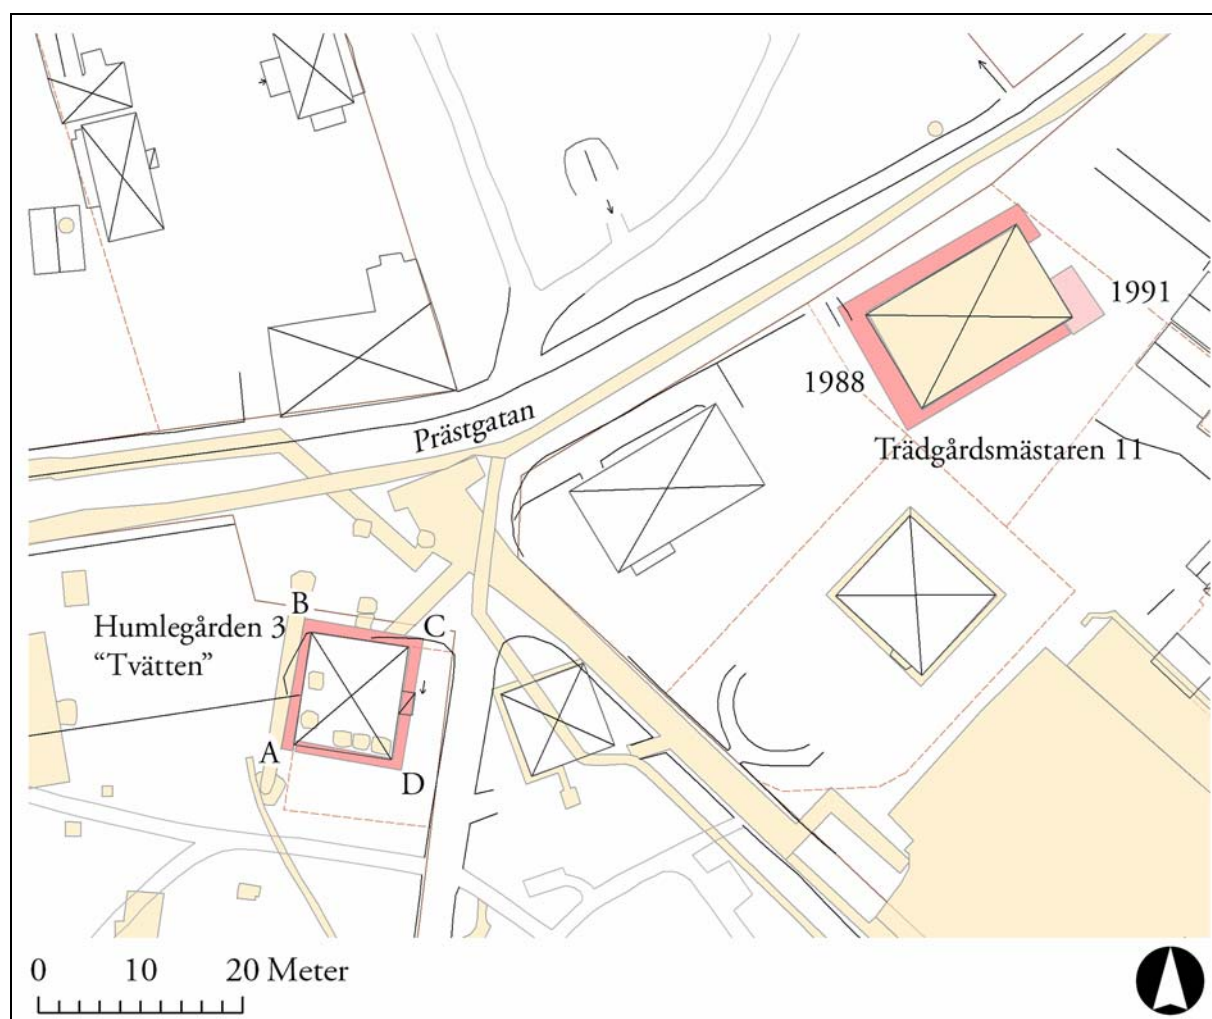 1991
1988
Prästgatan
Trädgårdsmästaren 11
B
Humlegården 3
C
“Tvätten”
A
D
0 10 20 Meter